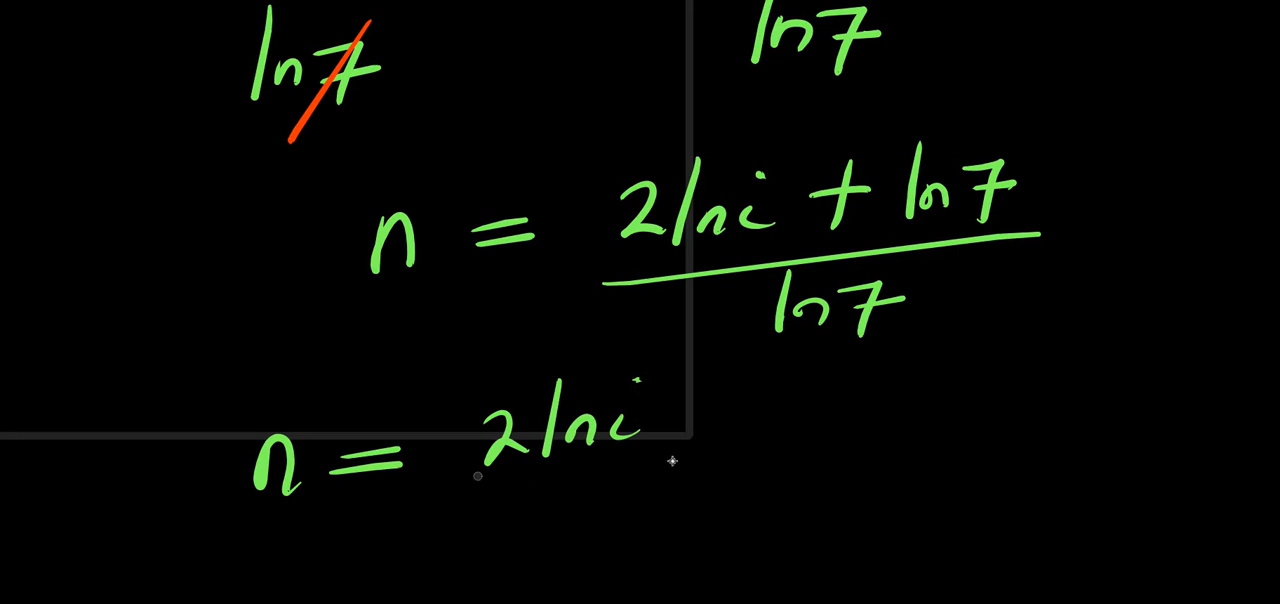 ln7 ln7
n = 2lni + ln7
ln7
n = 2lni